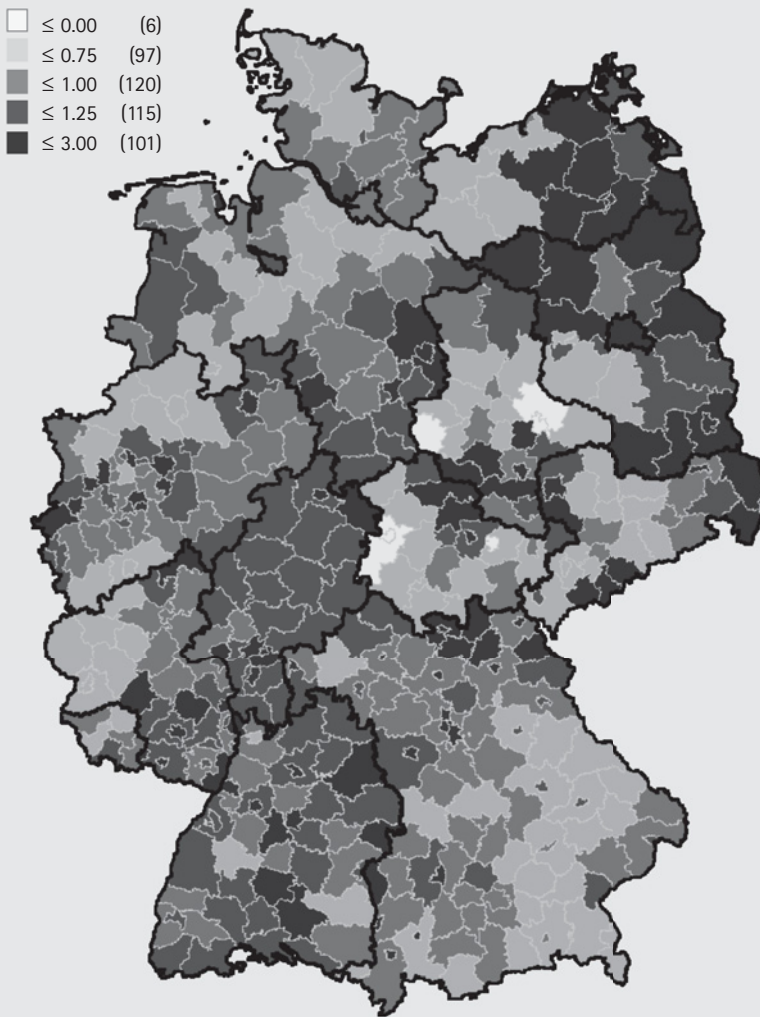 ≤ 0.00 (6)
≤ 0.75 (97)
≤ 1.00 (120)
≤ 1.25 (115)
≤ 3.00 (101)